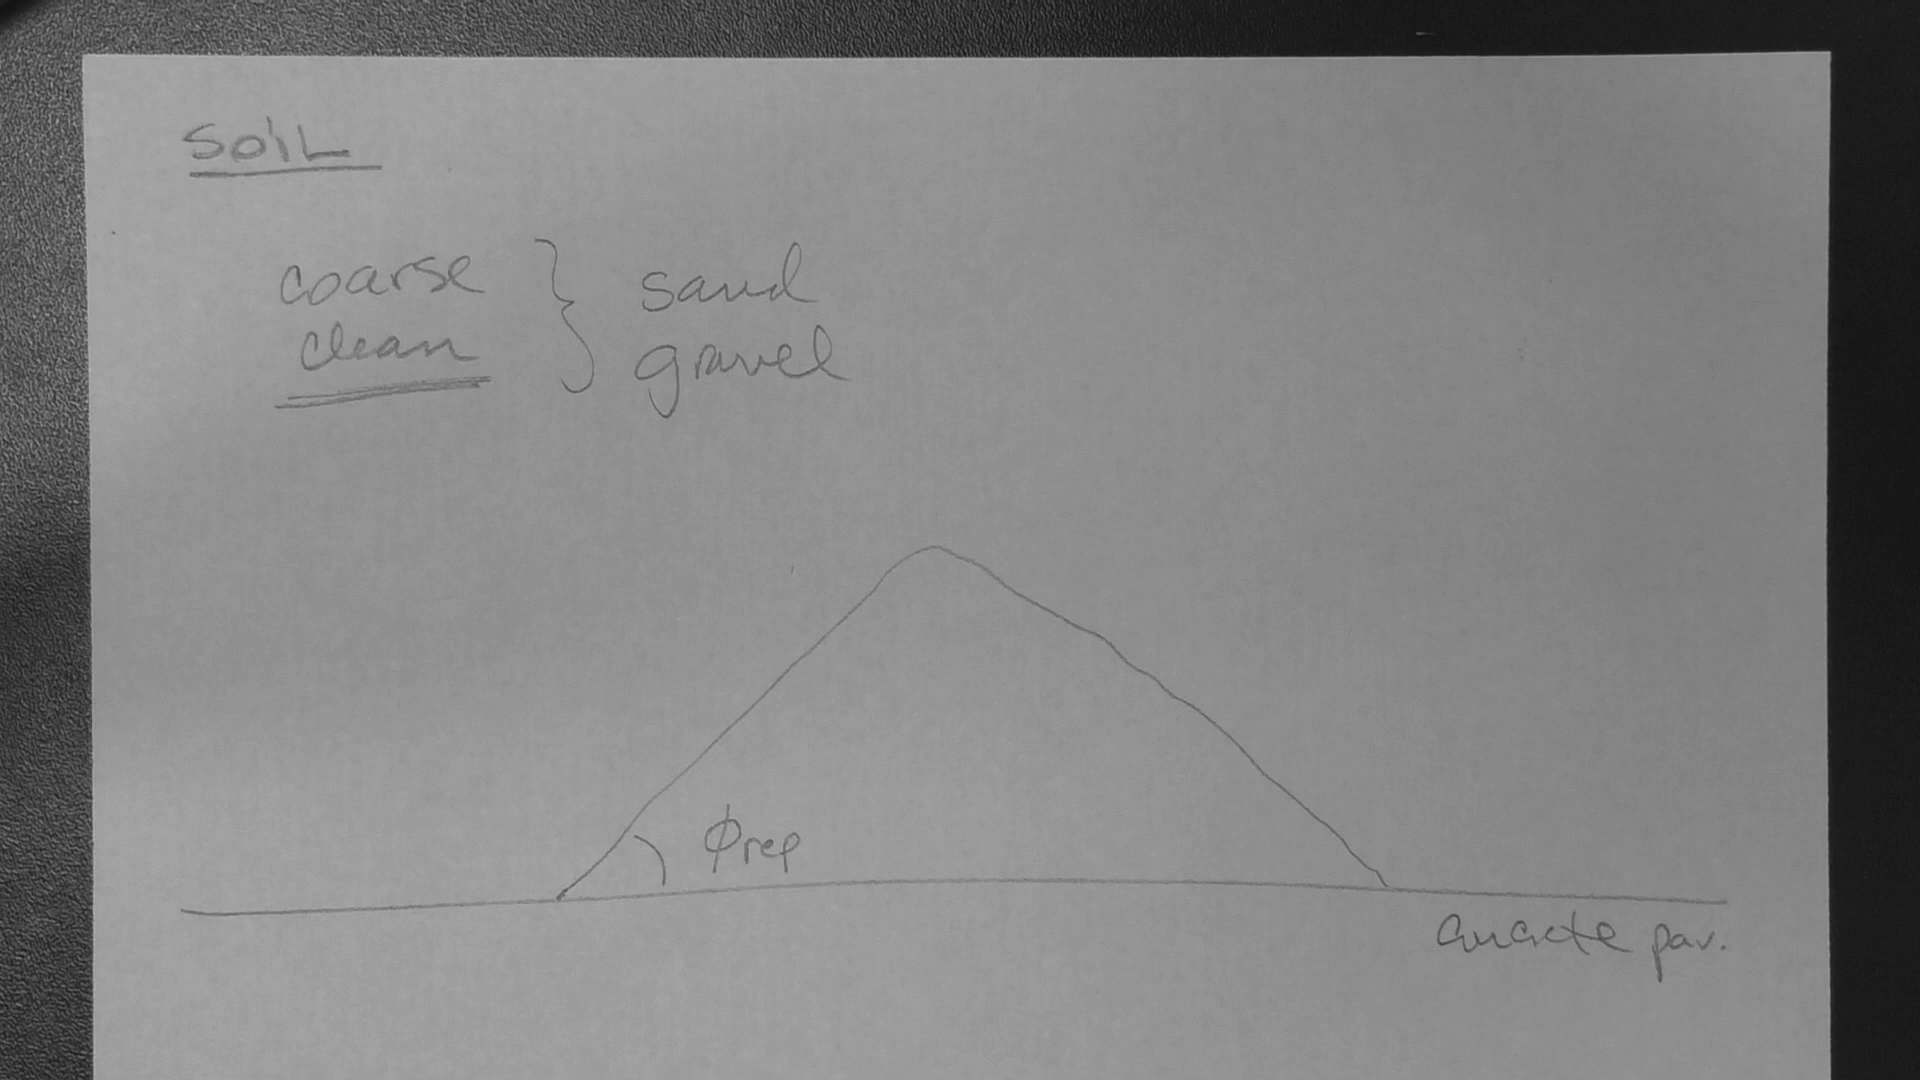 SOIL
coarse } sand
clean gravel
ϕrep
concrete pav.